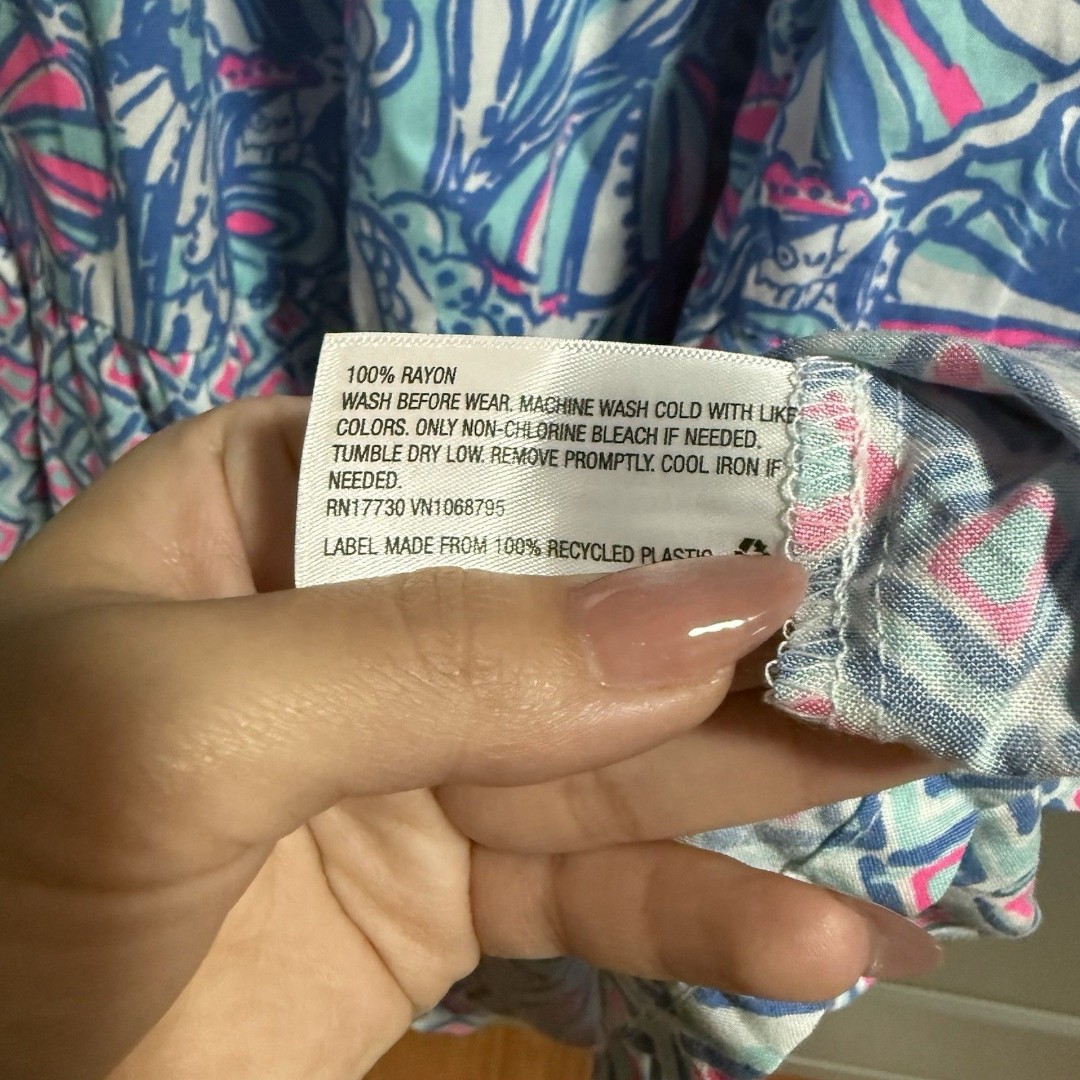 100% RAYON
WASH BEFORE WEAR. MACHINE WASH COLD WITH LIKE
COLORS. ONLY NON-CHLORINE BLEACH IF NEEDED.
TUMBLE DRY LOW. REMOVE PROMPTLY. COOL IRON IF
NEEDED.
RN17730 VN1068795
LABEL MADE FROM 100% RECYCLED PLASTIC